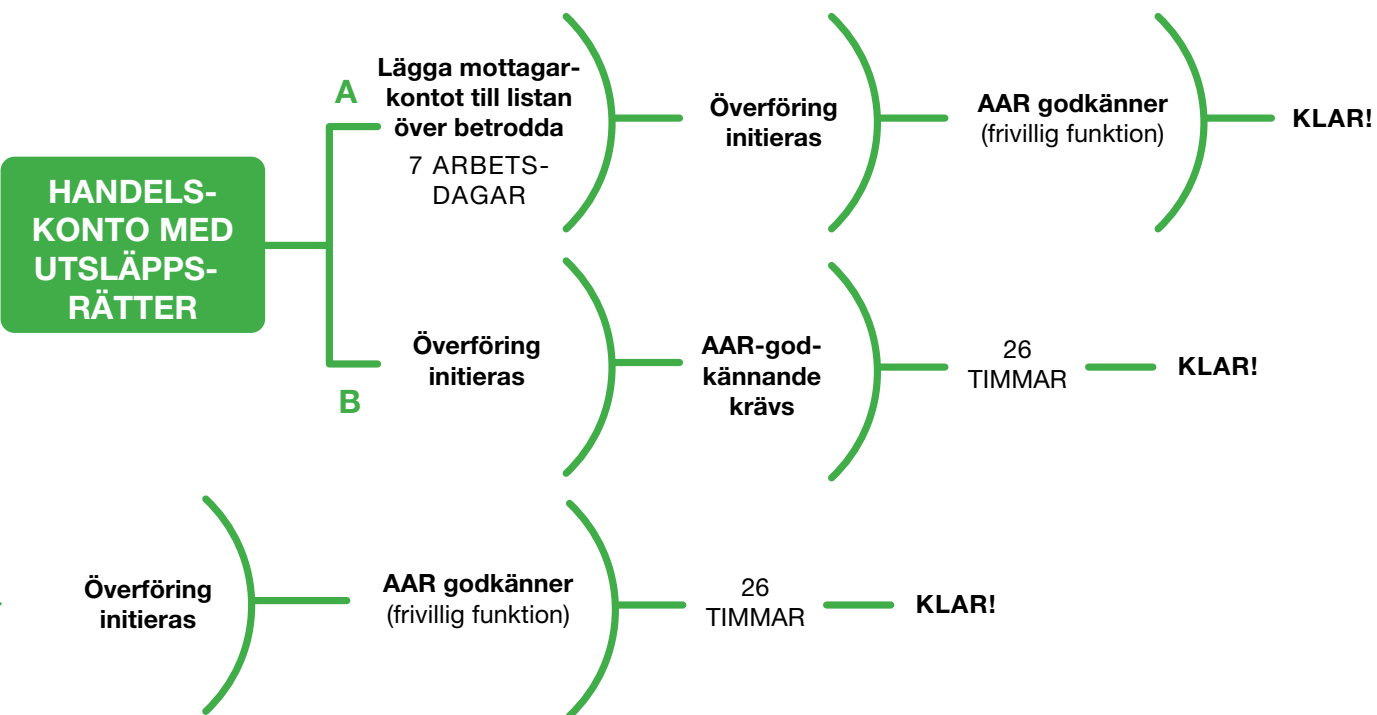 HANDELS-
KONTO MED
UTSLÄPPS-
RÄTTER
A
Lägga mottagar-
kontot till listan
över betrodda
7 ARBETS-
DAGAR
Överföring
initieras
AAR godkänner
(frivillig funktion)
KLAR!
B
Överföring
initieras
AAR-god-
kännande
krävs
26
TIMMAR
KLAR!
Överföring
initieras
AAR godkänner
(frivillig funktion)
26
TIMMAR
KLAR!